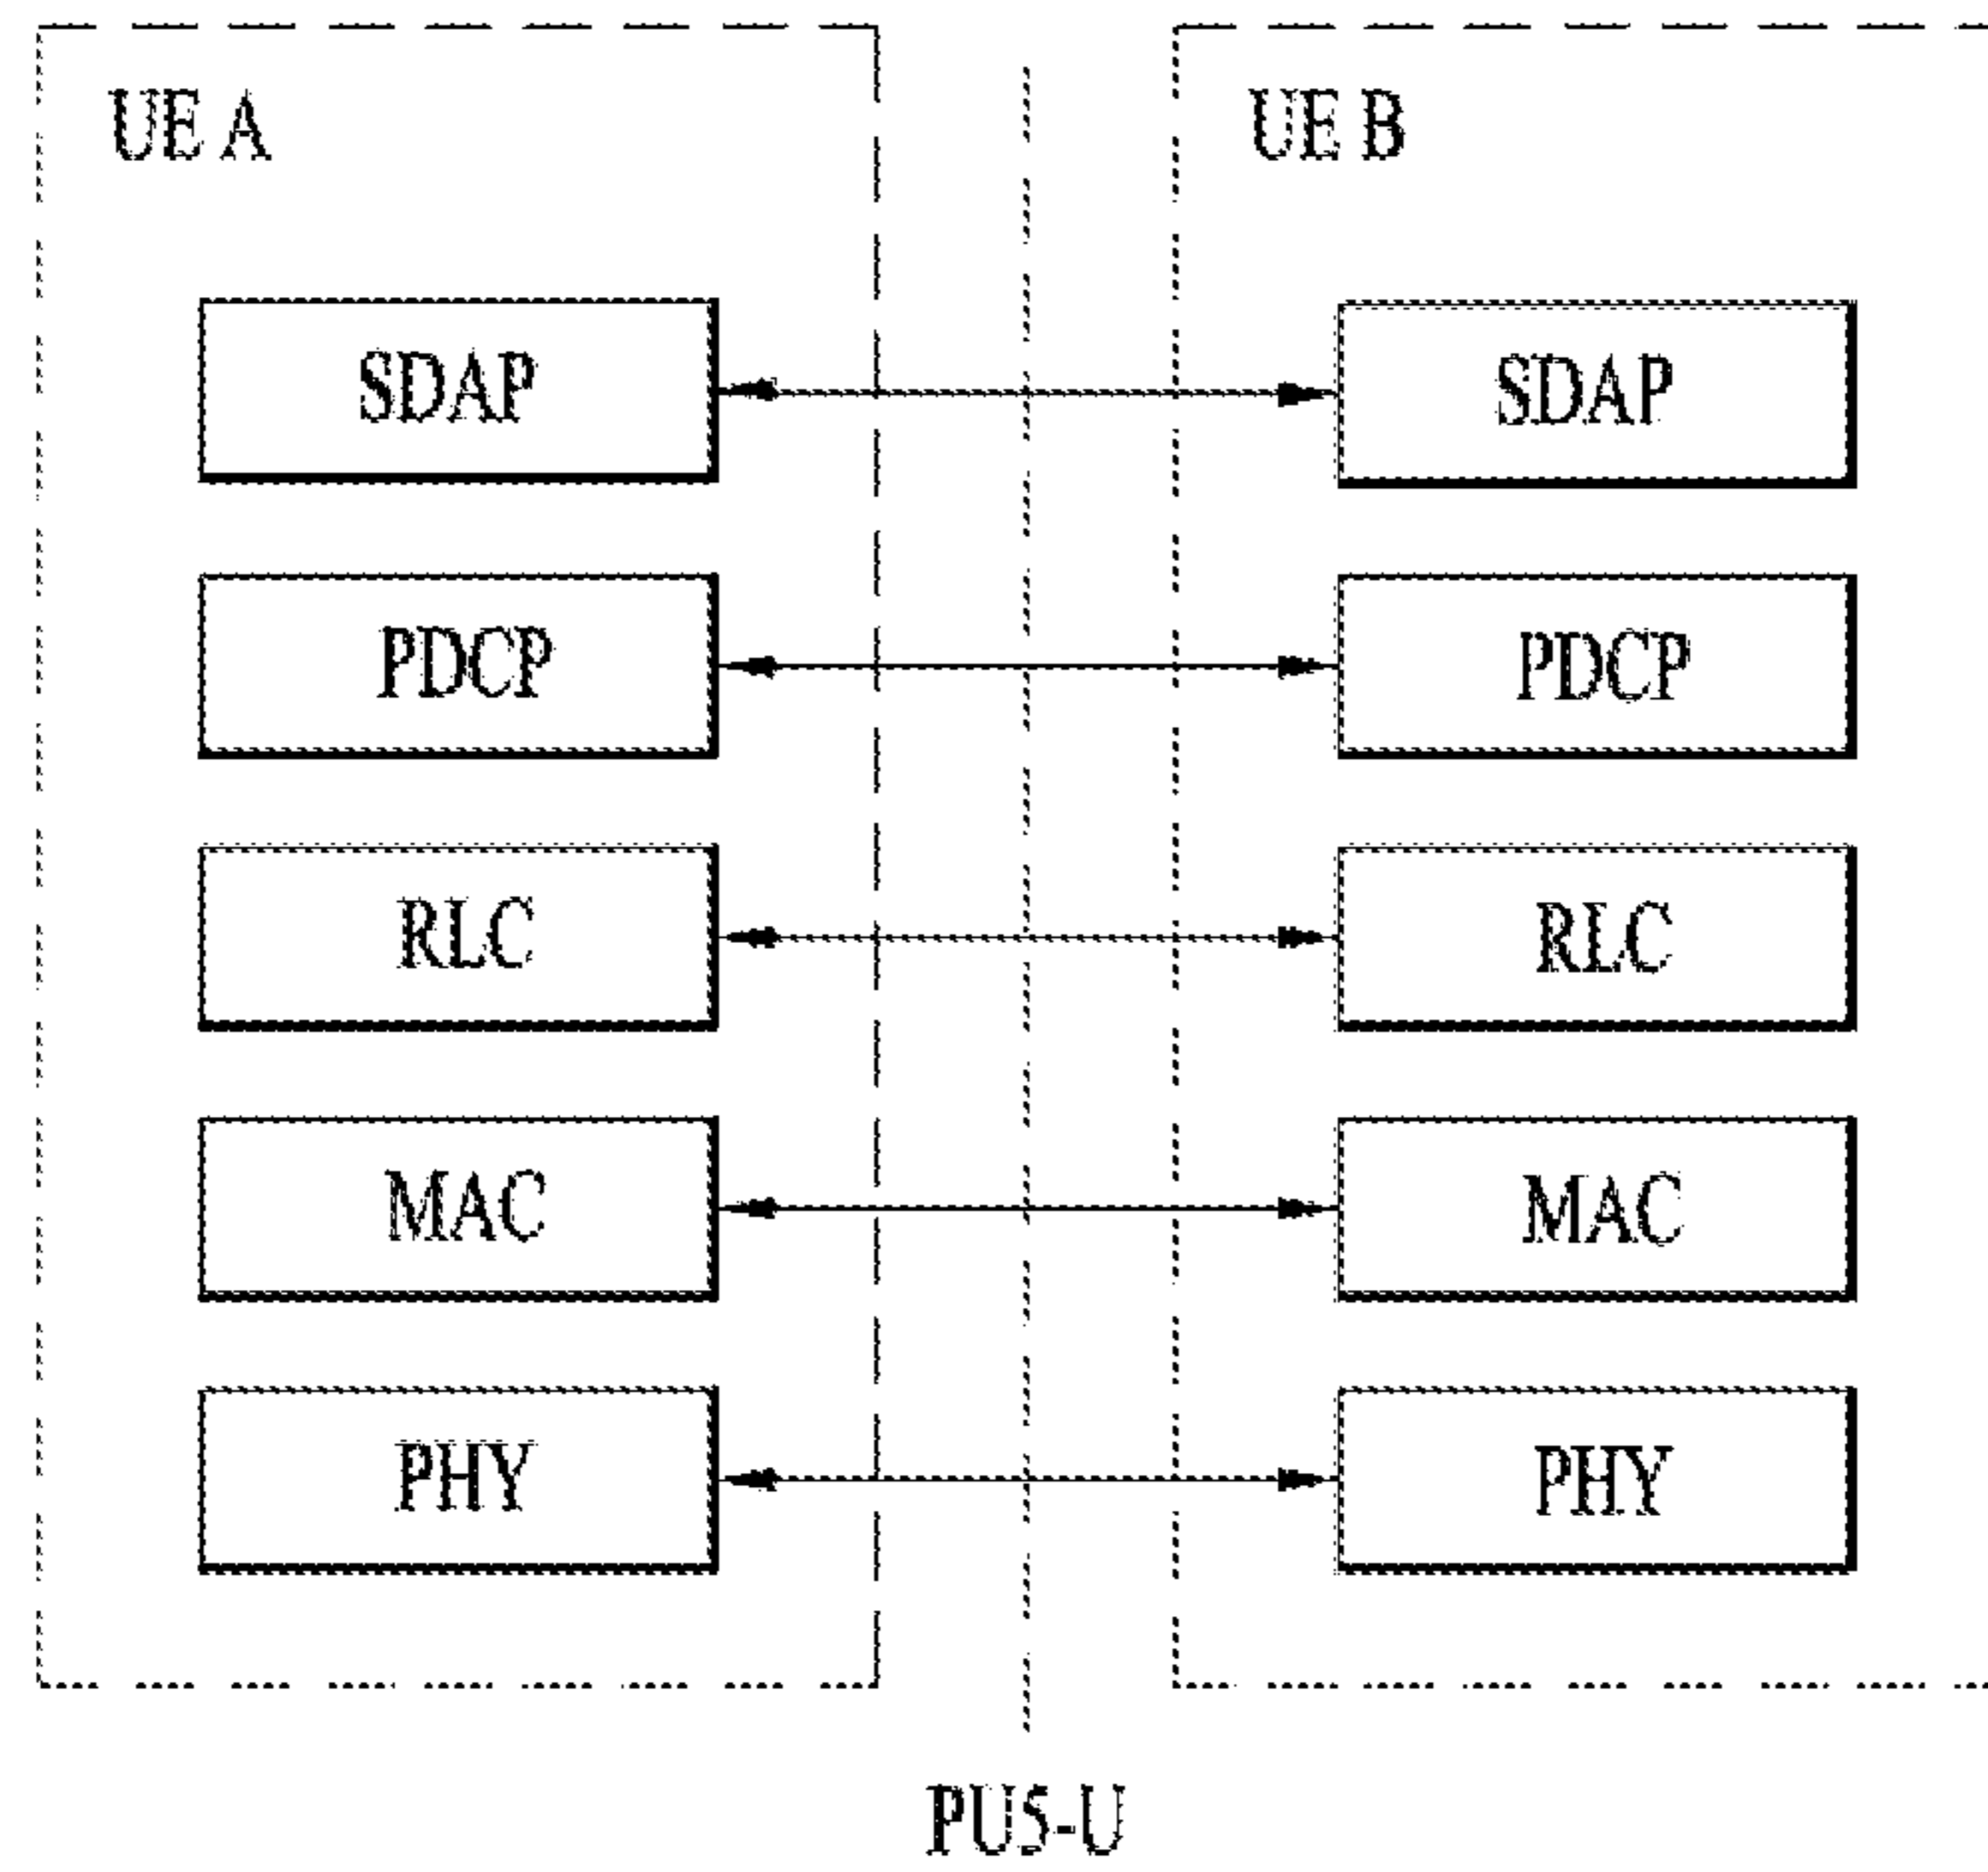 UE A
UE B
SDAP
SDAP
PDCP
PDCP
RLC
RLC
MAC
MAC
PHY
PHY
PU5-U